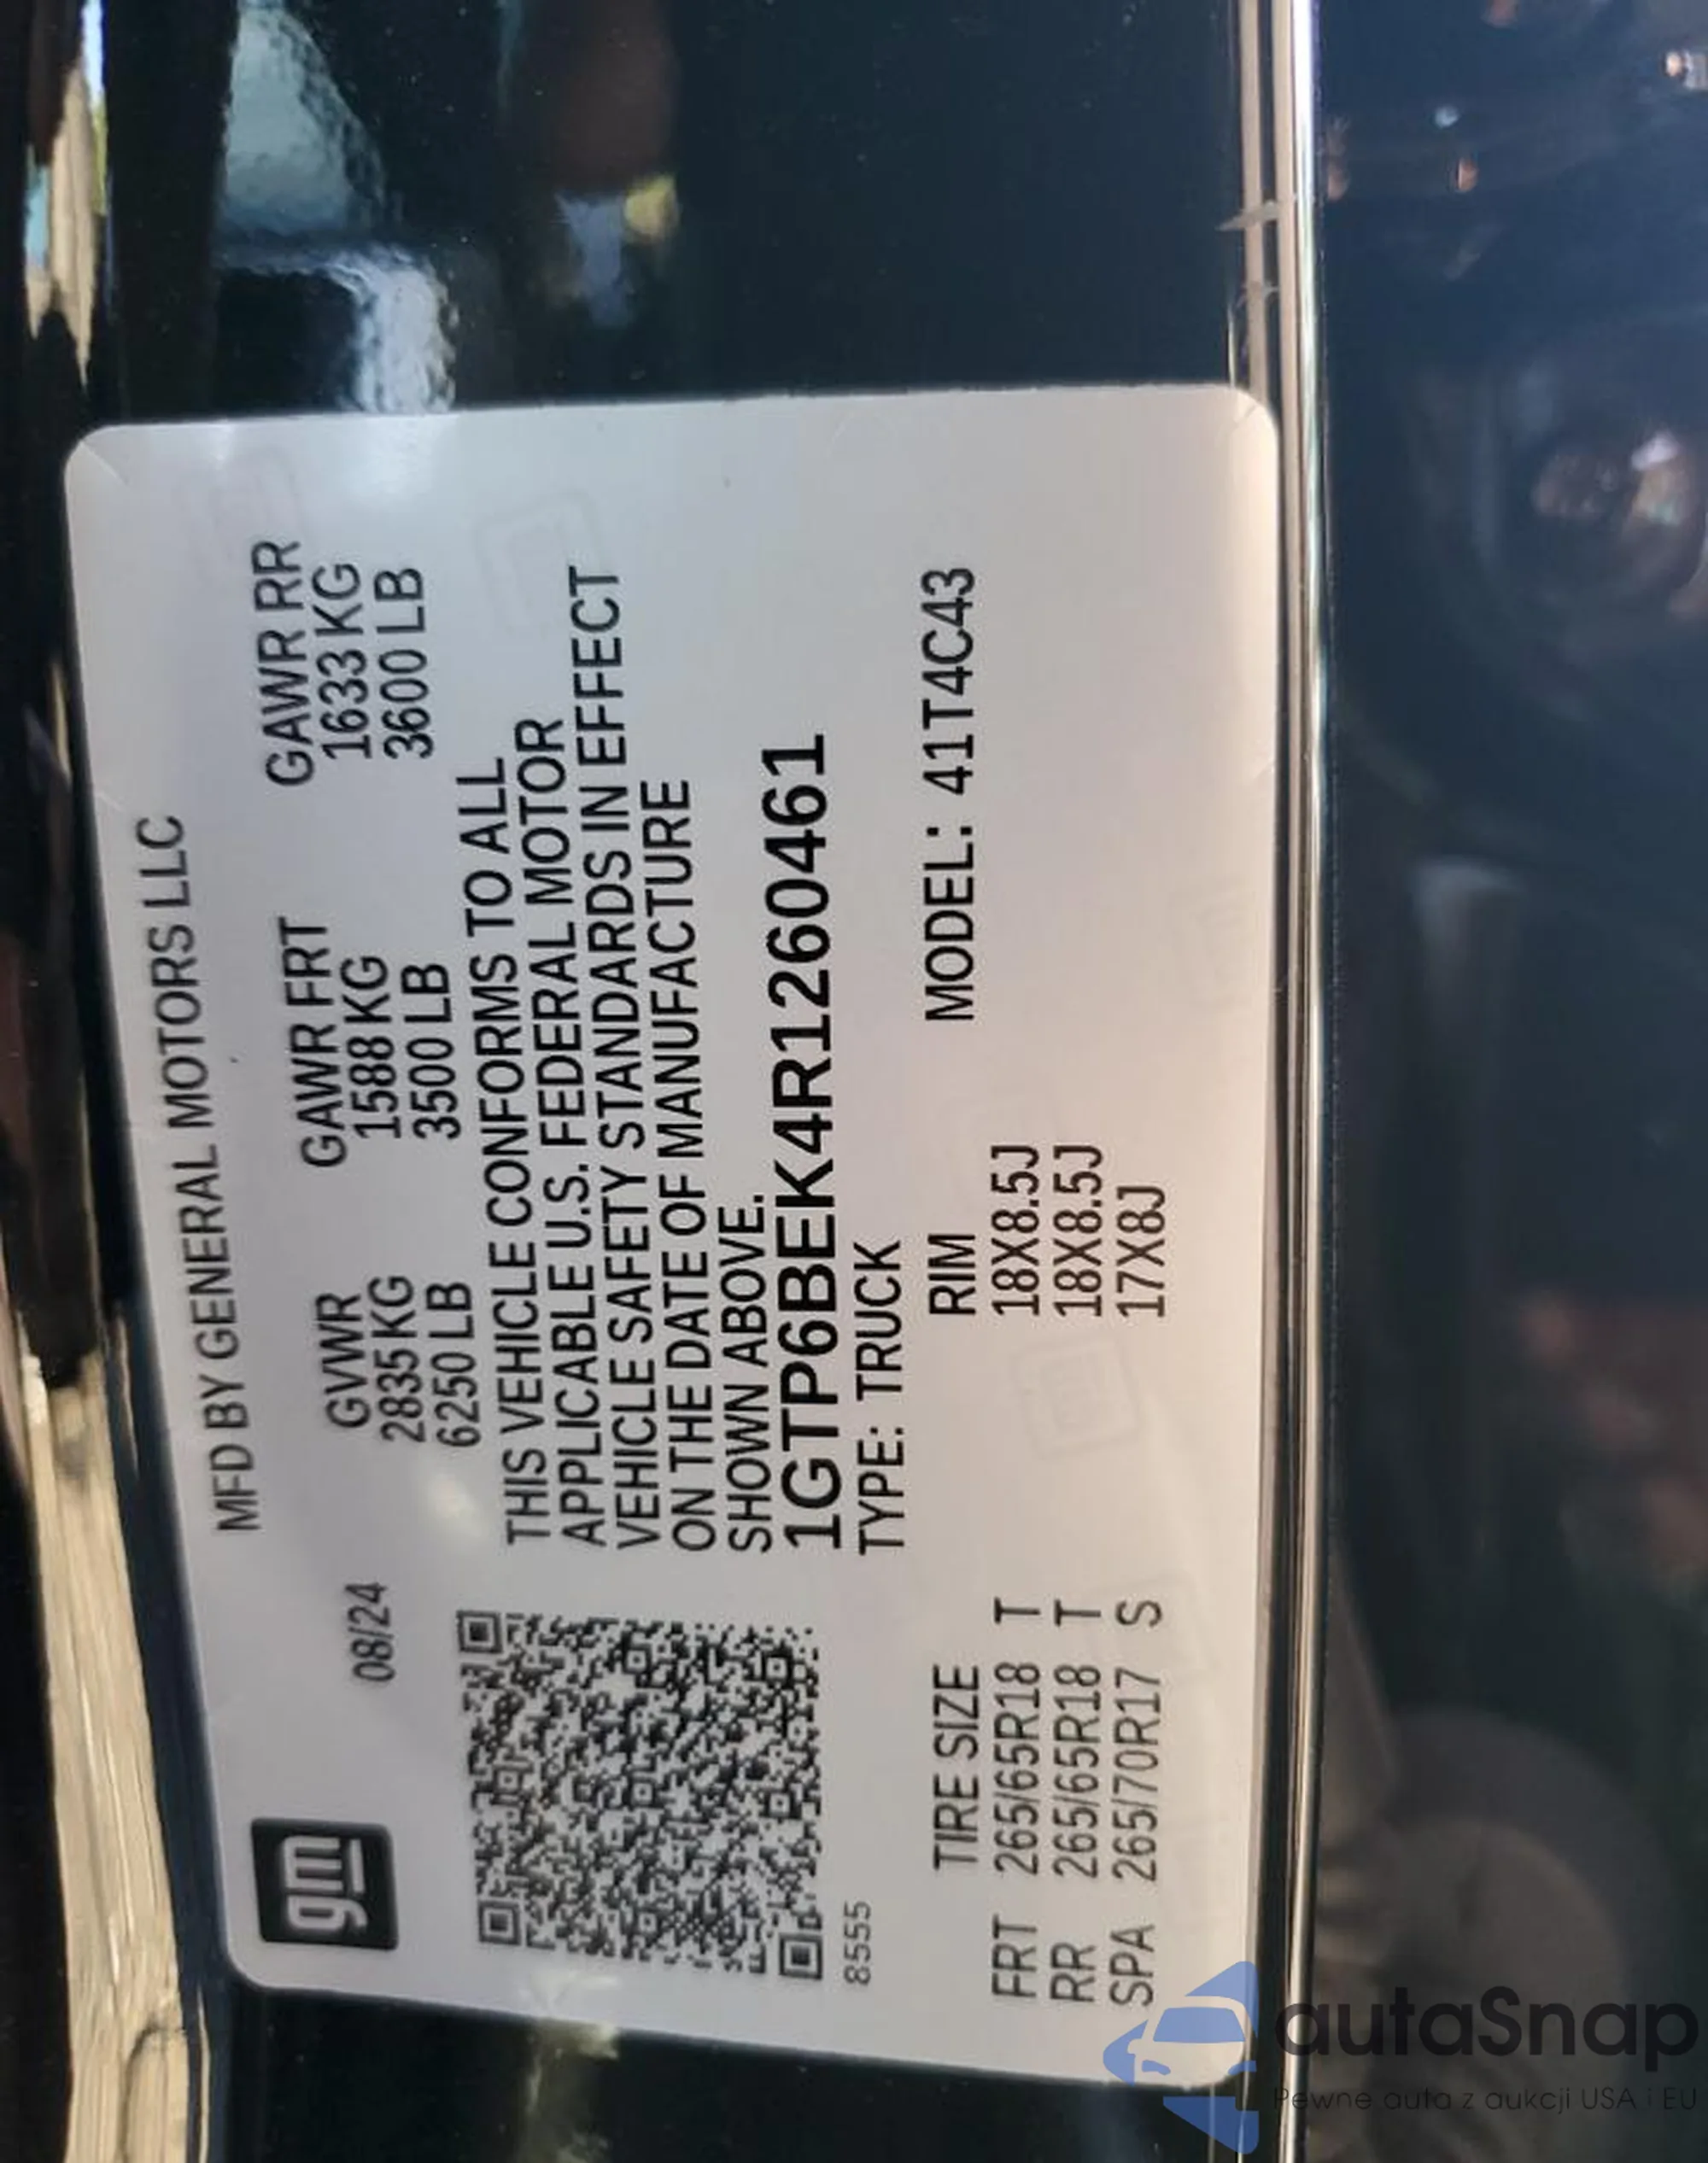 gm
MFD BY GENERAL MOTORS LLC
08/24
GVWR GAWR FRT GAWR RR
2835 KG 1588 KG 1633 KG
6250 LB 3500 LB 3600 LB
THIS VEHICLE CONFORMS TO ALL
APPLICABLE U.S. FEDERAL MOTOR
VEHICLE SAFETY STANDARDS IN EFFECT
ON THE DATE OF MANUFACTURE
SHOWN ABOVE.
1GTP6BEK4R1260461
TYPE: TRUCK
8555
TIRE SIZE RIM MODEL: 41T4C43
FRT 265/65R18 T 18X8.5J
RR 265/65R18 T 18X8.5J
SPA 265/70R17 S 17X8J
autaSnap
Pewne auta z aukcji USA i EU